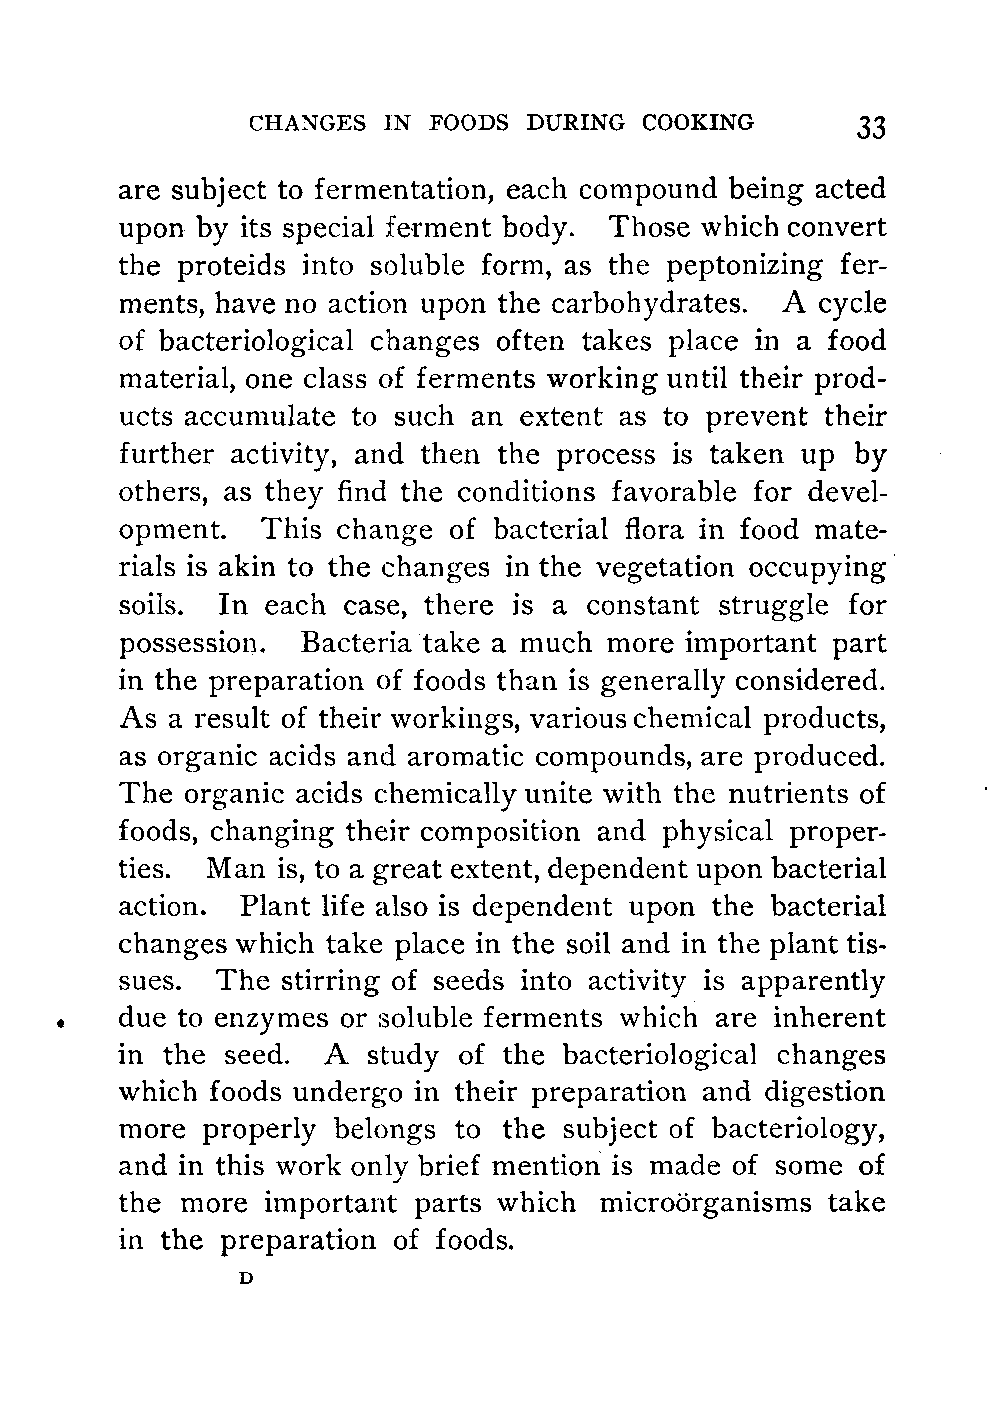 CHANGES IN FOODS DURING COOKING 33
are subject to fermentation, each compound being acted
upon by its special ferment body. Those which convert
the proteids into soluble form, as the peptonizing fer-
ments, have no action upon the carbohydrates. A cycle
of bacteriological changes often takes place in a food
material, one class of ferments working until their prod-
ucts accumulate to such an extent as to prevent their
further activity, and then the process is taken up by
others, as they find the conditions favorable for devel-
opment. This change of bacterial flora in food mate-
rials is akin to the changes in the vegetation occupying
soils. In each case, there is a constant struggle for
possession. Bacteria take a much more important part
in the preparation of foods than is generally considered.
As a result of their workings, various chemical products,
as organic acids and aromatic compounds, are produced.
The organic acids chemically unite with the nutrients of
foods, changing their composition and physical proper-
ties. Man is, to a great extent, dependent upon bacterial
action. Plant life also is dependent upon the bacterial
changes which take place in the soil and in the plant tis-
sues. The stirring of seeds into activity is apparently
due to enzymes or soluble ferments which are inherent
in the seed. A study of the bacteriological changes
which foods undergo in their preparation and digestion
more properly belongs to the subject of bacteriology,
and in this work only brief mention is made of some of
the more important parts which microörganisms take
in the preparation of foods.
D